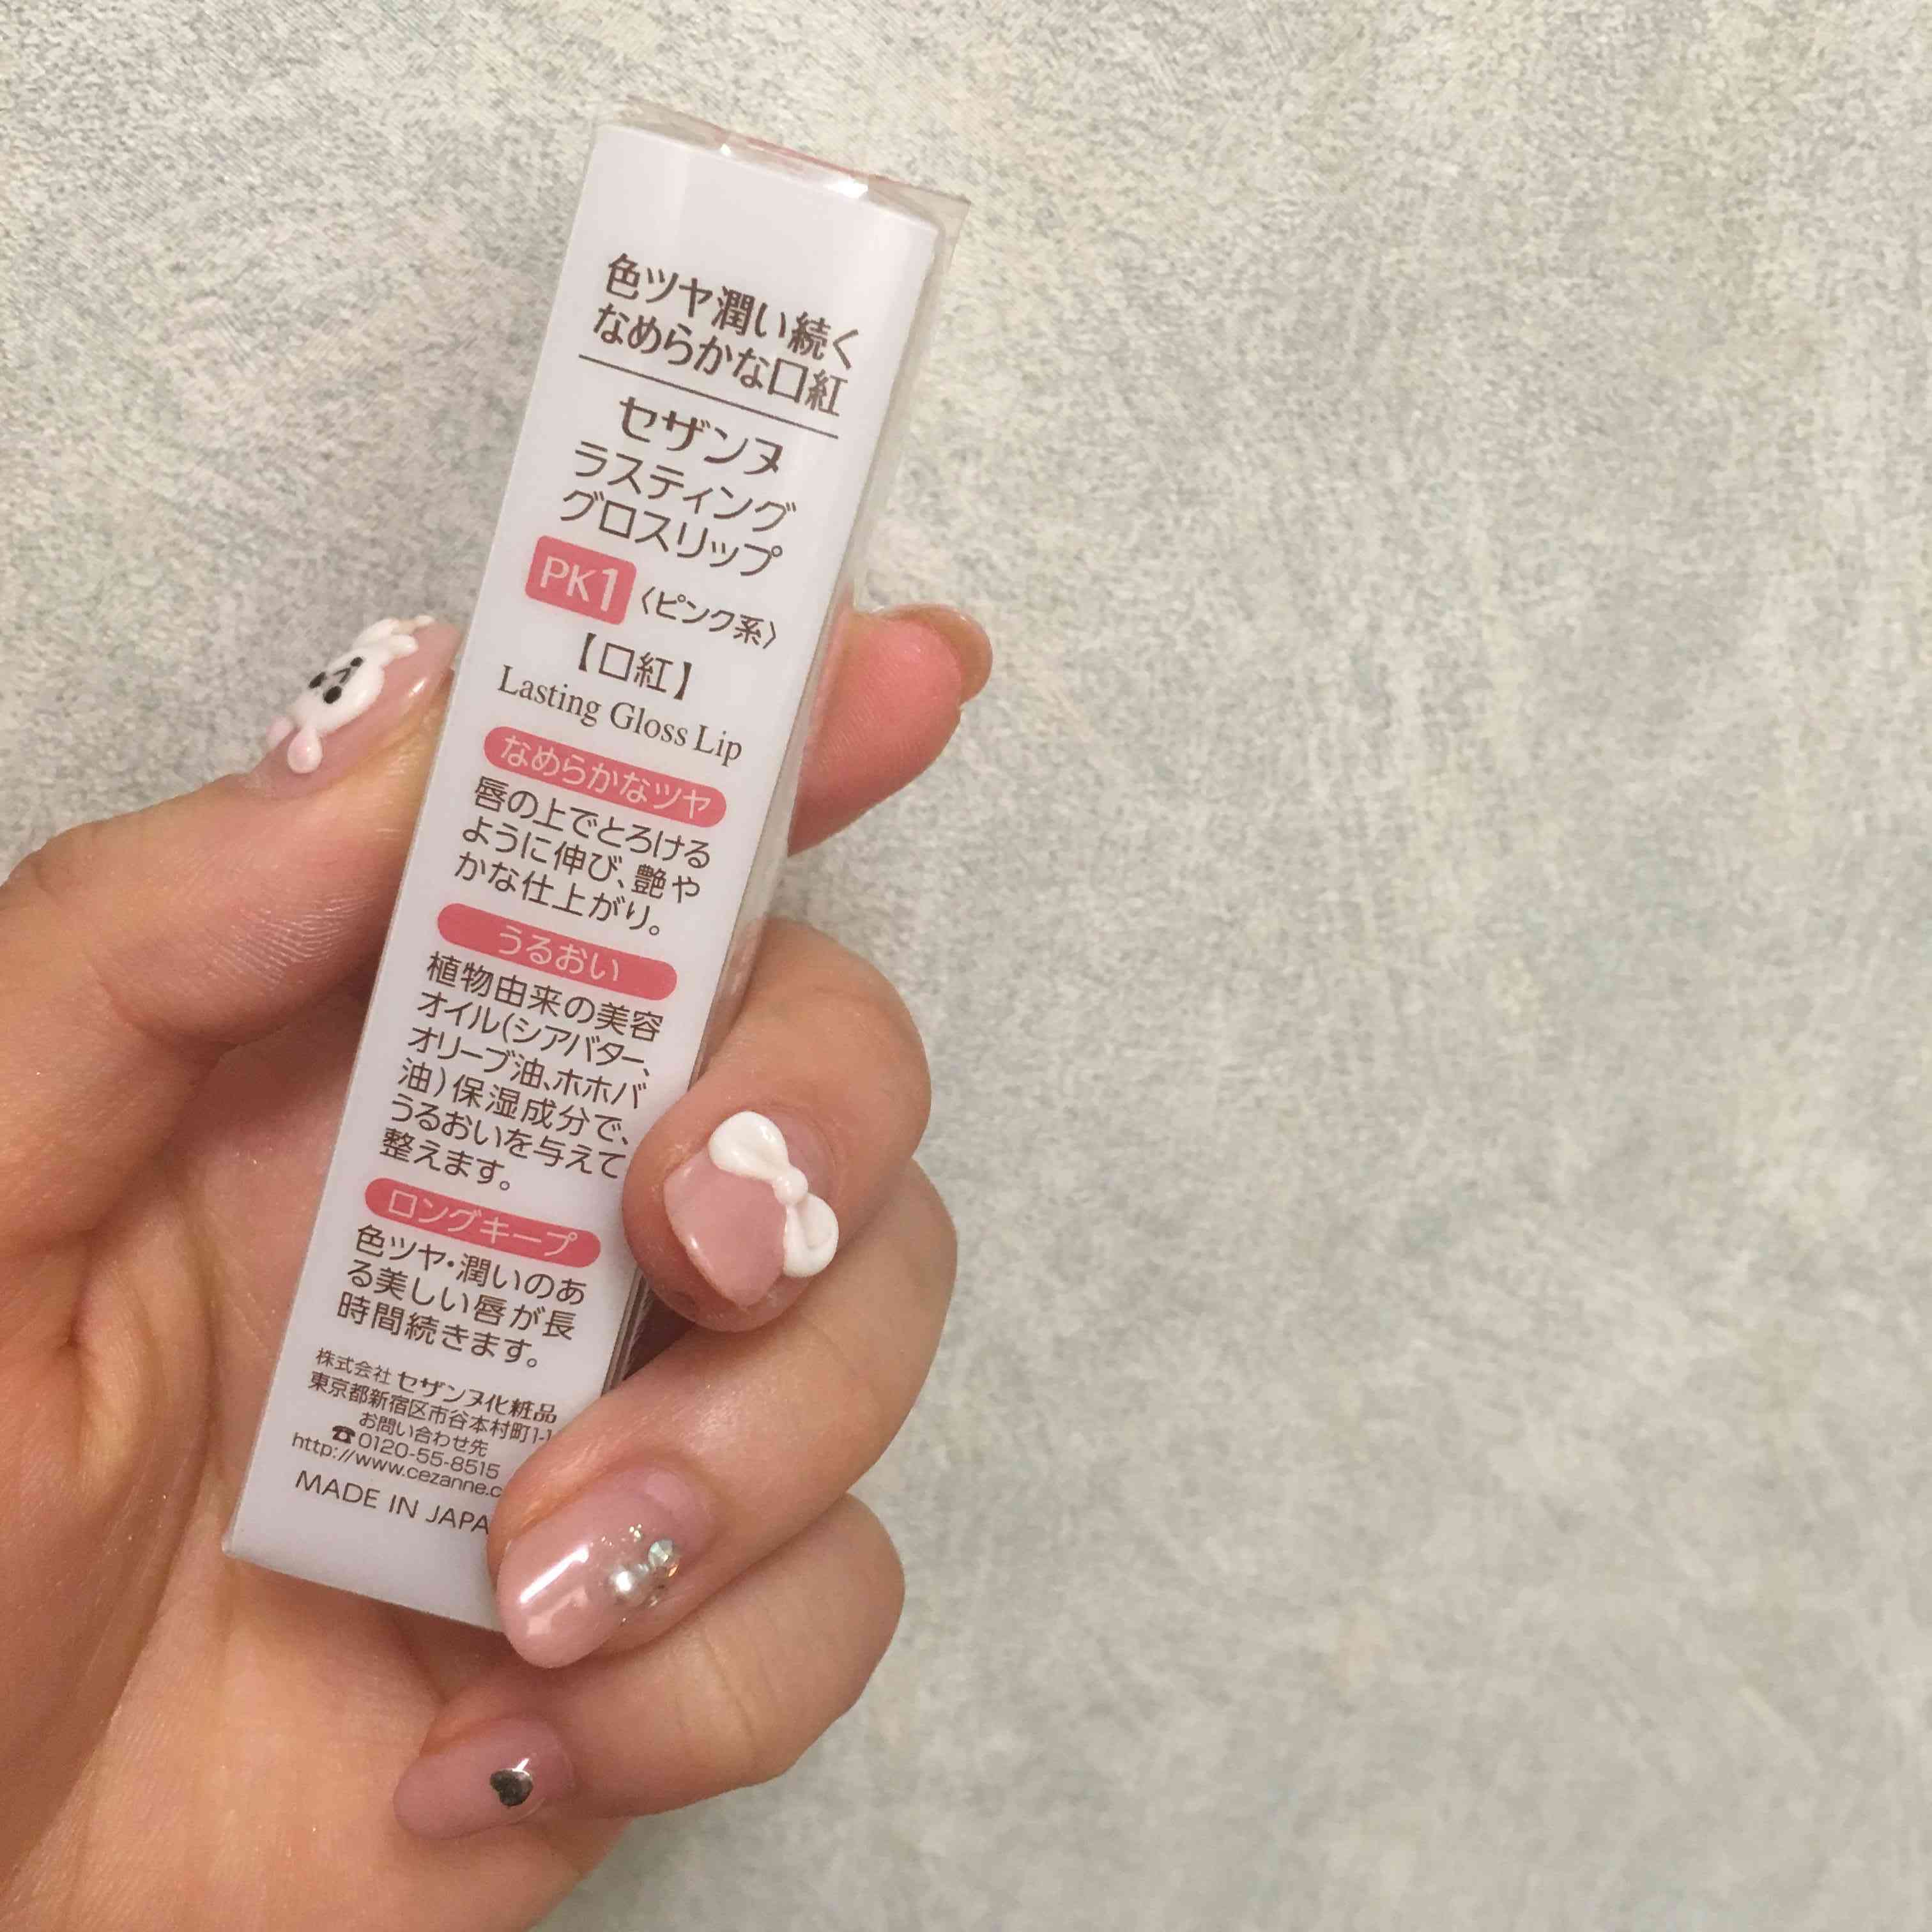 色ツヤ潤い続く
なめらかな口紅
セザンヌ
ラスティング
グロスリップ
PK1 〈ピンク系〉
【口紅】
Lasting Gloss Lip
なめらかなツヤ
唇の上でとろける
ように伸び、艶や
かな仕上がり。
うるおい
植物由来の美容
オイル(シアバター、
オリーブ油、ホホバ
油)保湿成分で、
うるおいを与えて
整えます。
ロングキープ
色ツヤ・潤いのあ
る美しい唇が長
時間続きます。
株式会社 セザンヌ化粧品
東京都新宿区市谷本村町1-1
お問い合わせ先
☎0120-55-8515
http://www.cezanne.c
MADE IN JAPA